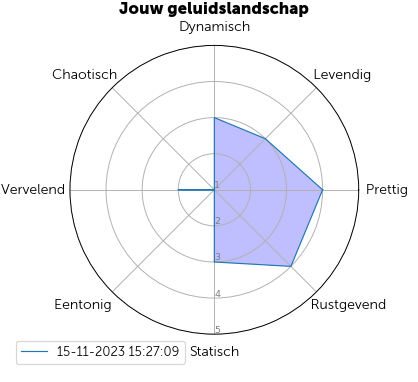 Jouw geluidslandschap
Dynamisch
Chaotisch
Levendig
Vervelend
Prettig
1
2
3
4
5
Eentonig
Rustgevend
15-11-2023 15:27:09
Statisch